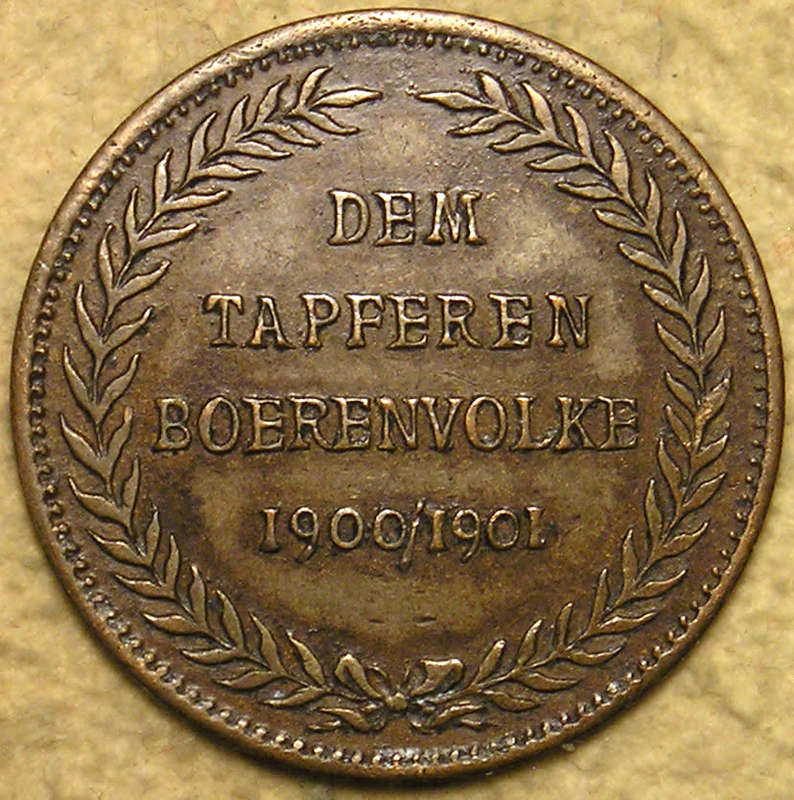 DEM
TAPFEREN
BOERENVOLKE
1900/1901